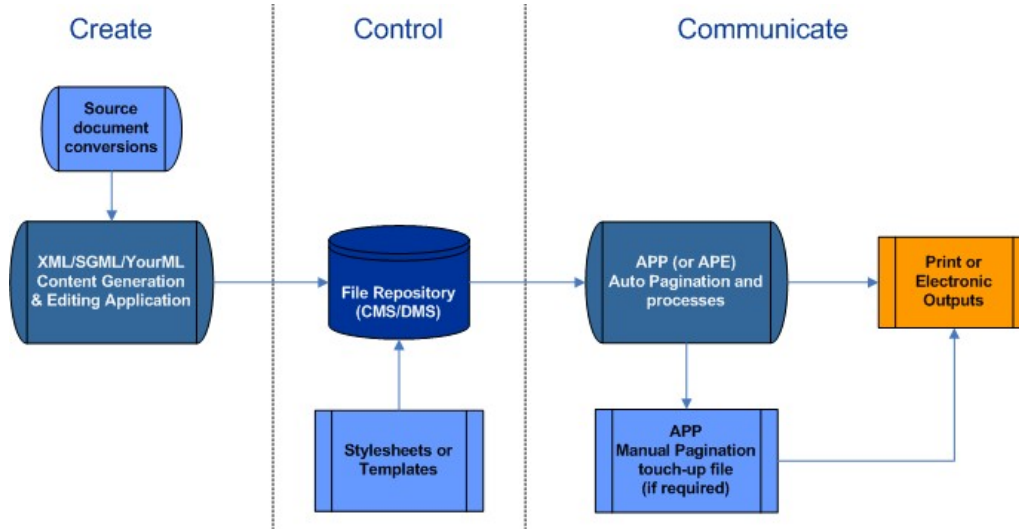 Create
Control
Communicate
Source
document
conversions
XML/SGML/YourML
Content Generation
& Editing Application
File Repository
(CMS/DMS)
Stylesheets or
Templates
APP (or APE)
Auto Pagination and
processes
Print or
Electronic
Outputs
APP
Manual Pagination
touch-up file
(if required)